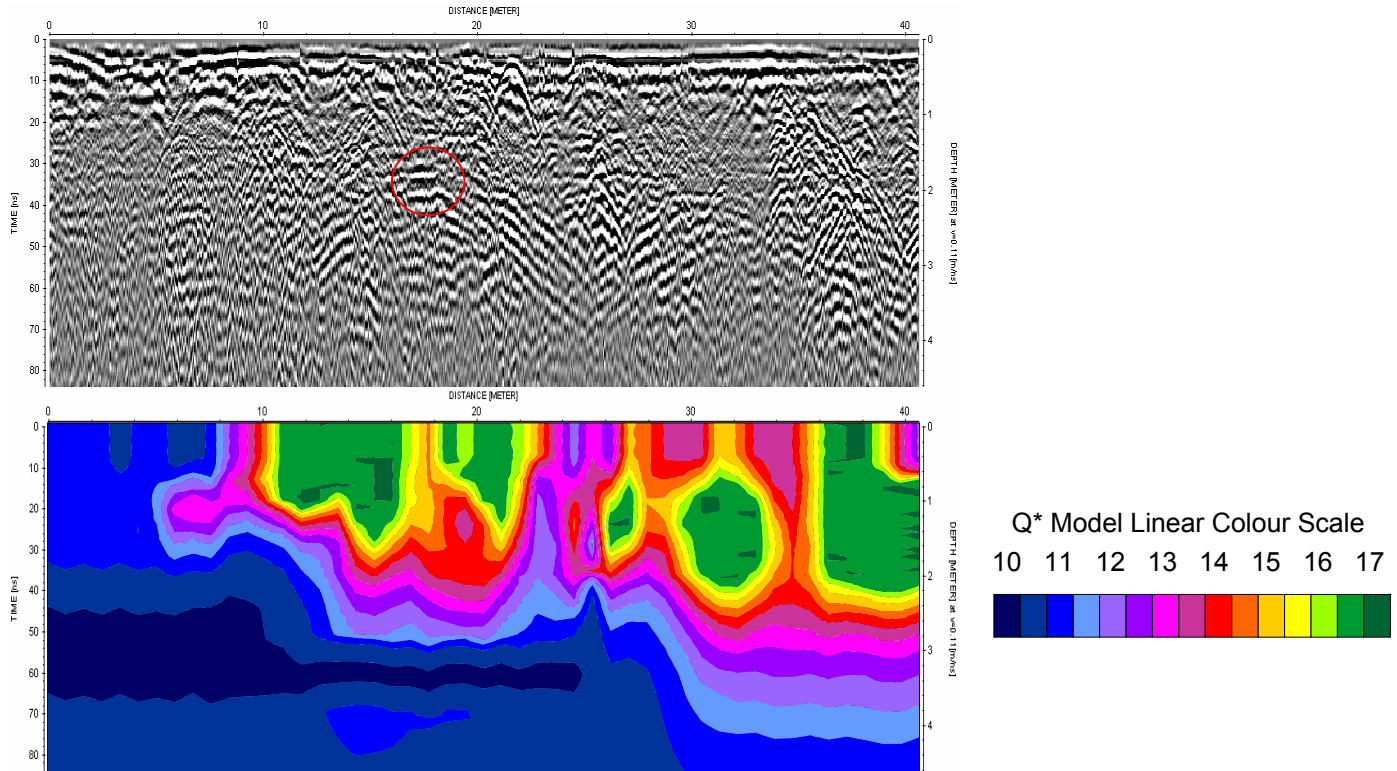 DISTANCE [METER]
0 10 20 30 40
0
10
20
30
40
50
60
70
80
TIME [ns]
0
1
2
3
4
DEPTH [METER] at v=0.11[m/ns]
DISTANCE [METER]
0 10 20 30 40
0
10
20
30
40
50
60
70
80
TIME [ns]
0
1
2
3
4
DEPTH [METER] at v=0.11[m/ns]
Q* Model Linear Colour Scale
10 11 12 13 14 15 16 17